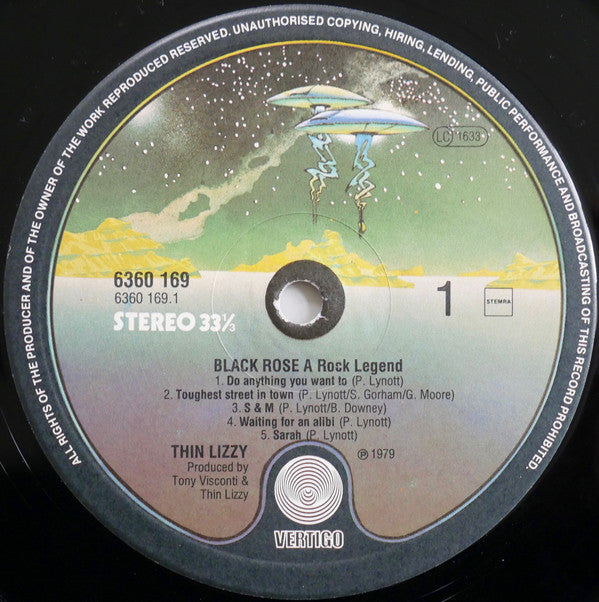 ALL RIGHTS OF THE PRODUCER AND OF THE OWNER OF THE WORK REPRODUCED RESERVED. UNAUTHORISED COPYING, HIRING, LENDING, PUBLIC PERFORMANCE AND BROADCASTING OF THIS RECORD PROHIBITED.
LC 1633
6360 169
6360 169.1
STEREO 33⅓
1
STEMRA
BLACK ROSE A Rock Legend
1. Do anything you want to (P. Lynott)
2. Toughest street in town (P. Lynott/S. Gorham/G. Moore)
3. S & M (P. Lynott/B. Downey)
4. Waiting for an alibi (P. Lynott)
5. Sarah (P. Lynott)
THIN LIZZY
Produced by
Tony Visconti &
Thin Lizzy
℗ 1979
VERTIGO